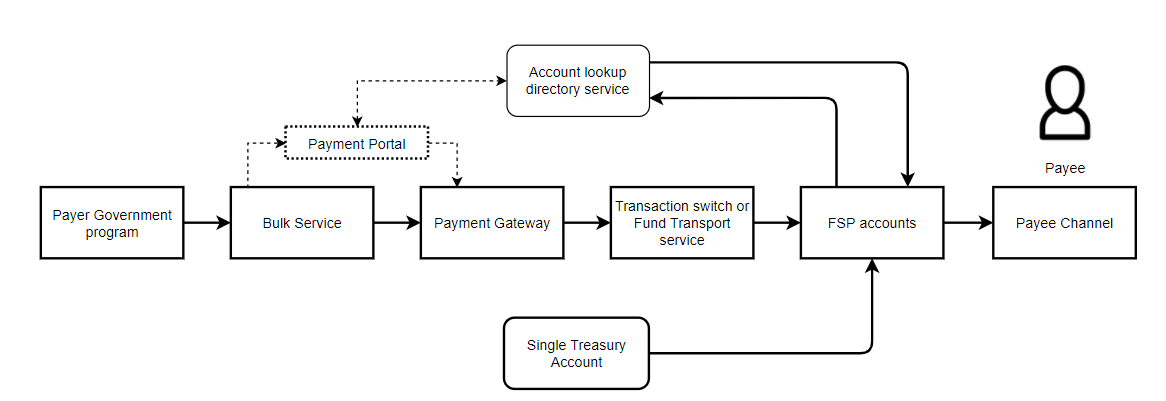 Account lookup
directory service
Payment Portal
Payee
Payer Government
program
Bulk Service
Payment Gateway
Transaction switch or
Fund Transport
service
FSP accounts
Payee Channel
Single Treasury
Account